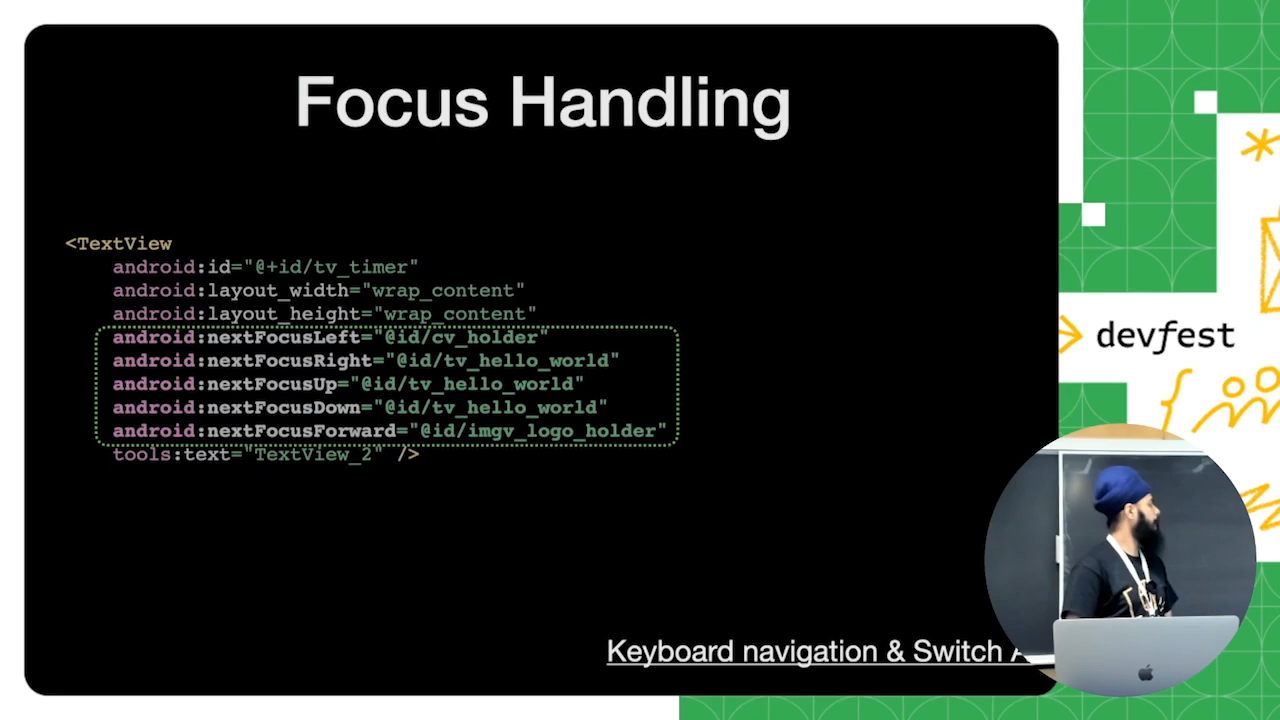 Focus Handling
<TextView
android:id="@+id/tv_timer"
android:layout_width="wrap_content"
android:layout_height="wrap_content"
android:nextFocusLeft="@id/cv_holder"
android:nextFocusRight="@id/tv_hello_world"
android:nextFocusUp="@id/tv_hello_world"
android:nextFocusDown="@id/tv_hello_world"
android:nextFocusForward="@id/imgv_logo_holder"
tools:text="TextView_2" />
devfest
Keyboard navigation & Switch